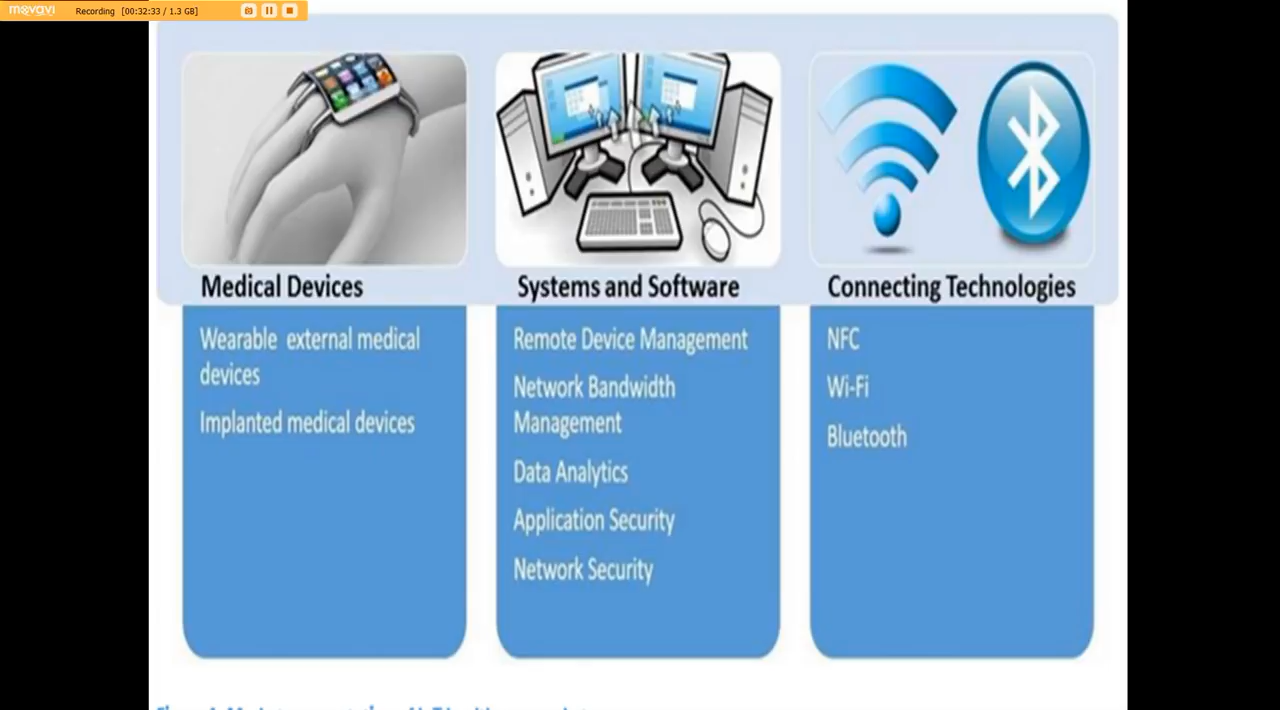 movavi Recording [00:32:33 / 1.3 GB]
Medical Devices
Wearable external medical
devices
Implanted medical devices
Systems and Software
Remote Device Management
Network Bandwidth
Management
Data Analytics
Application Security
Network Security
Connecting Technologies
NFC
Wi-Fi
Bluetooth